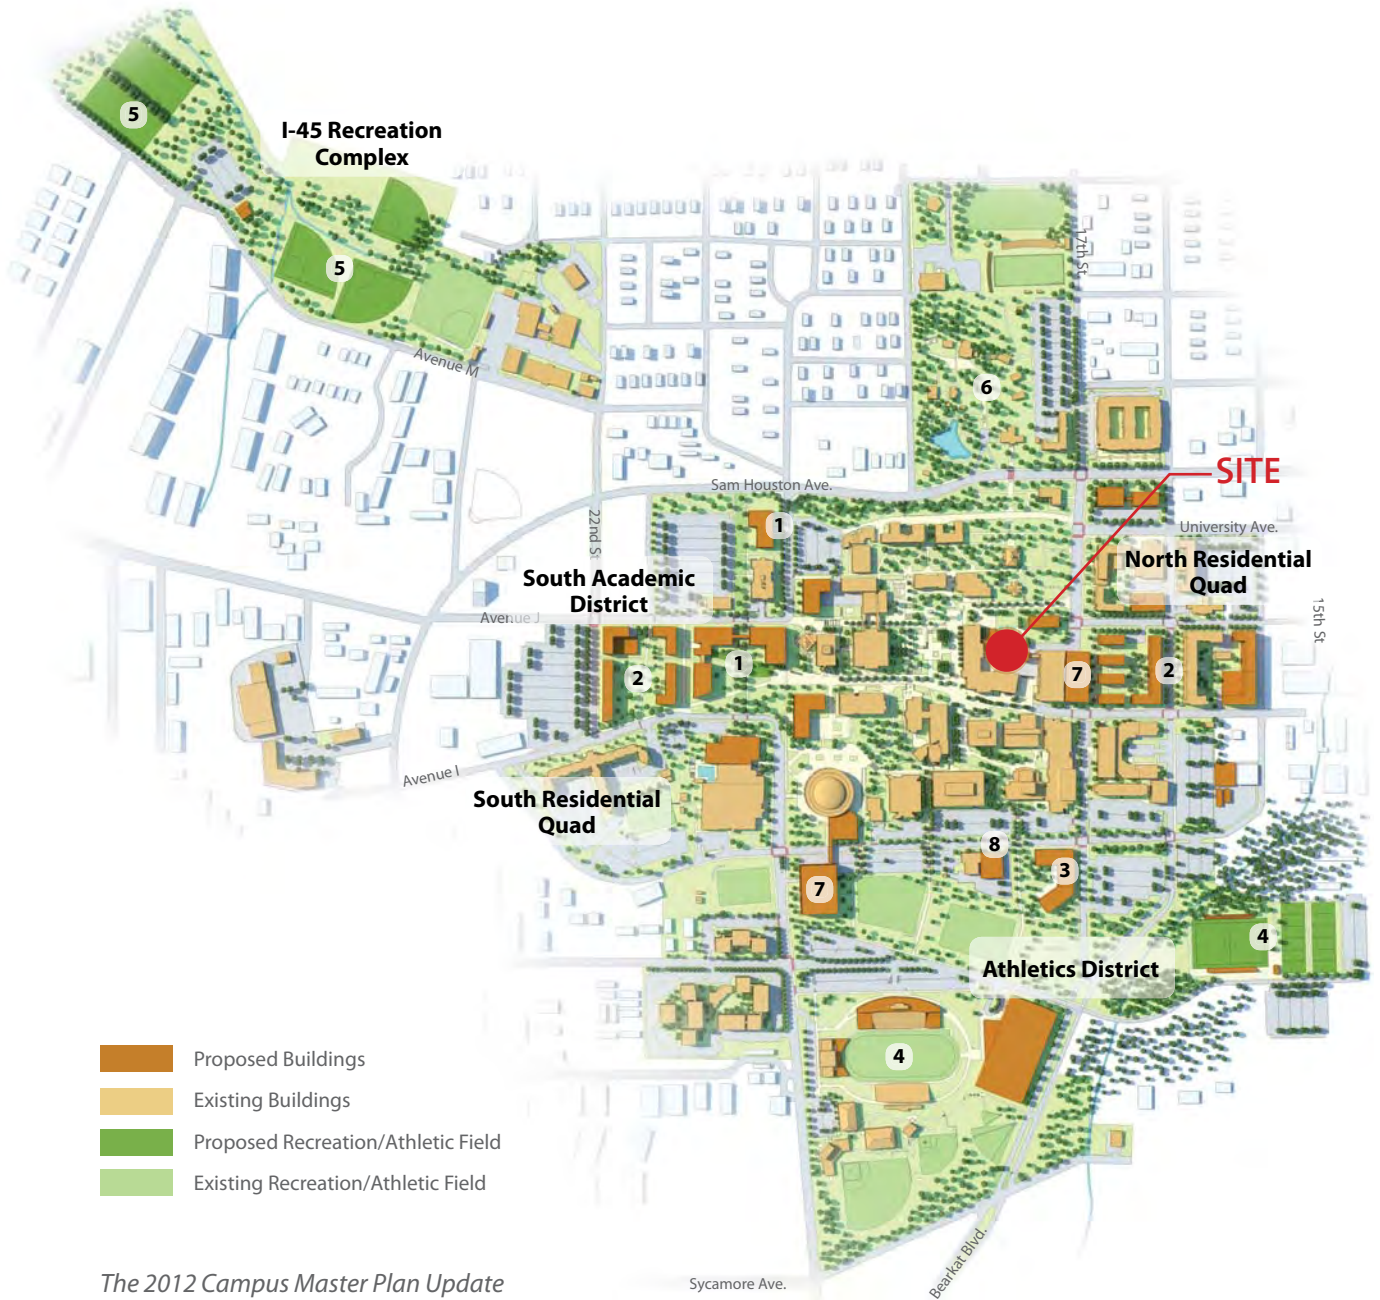 5
I-45 Recreation
Complex
17th St
5
Avenue M
6
SITE
Sam Houston Ave.
22nd St
1
University Ave.
North Residential
Quad
South Academic
District
Avenue J
15th St
1
2
7
2
Avenue I
South Residential
Quad
8
3
7
4
Athletics District
4
Proposed Buildings
Existing Buildings
Proposed Recreation/Athletic Field
Existing Recreation/Athletic Field
The 2012 Campus Master Plan Update
Sycamore Ave.
Bearkat Blvd.